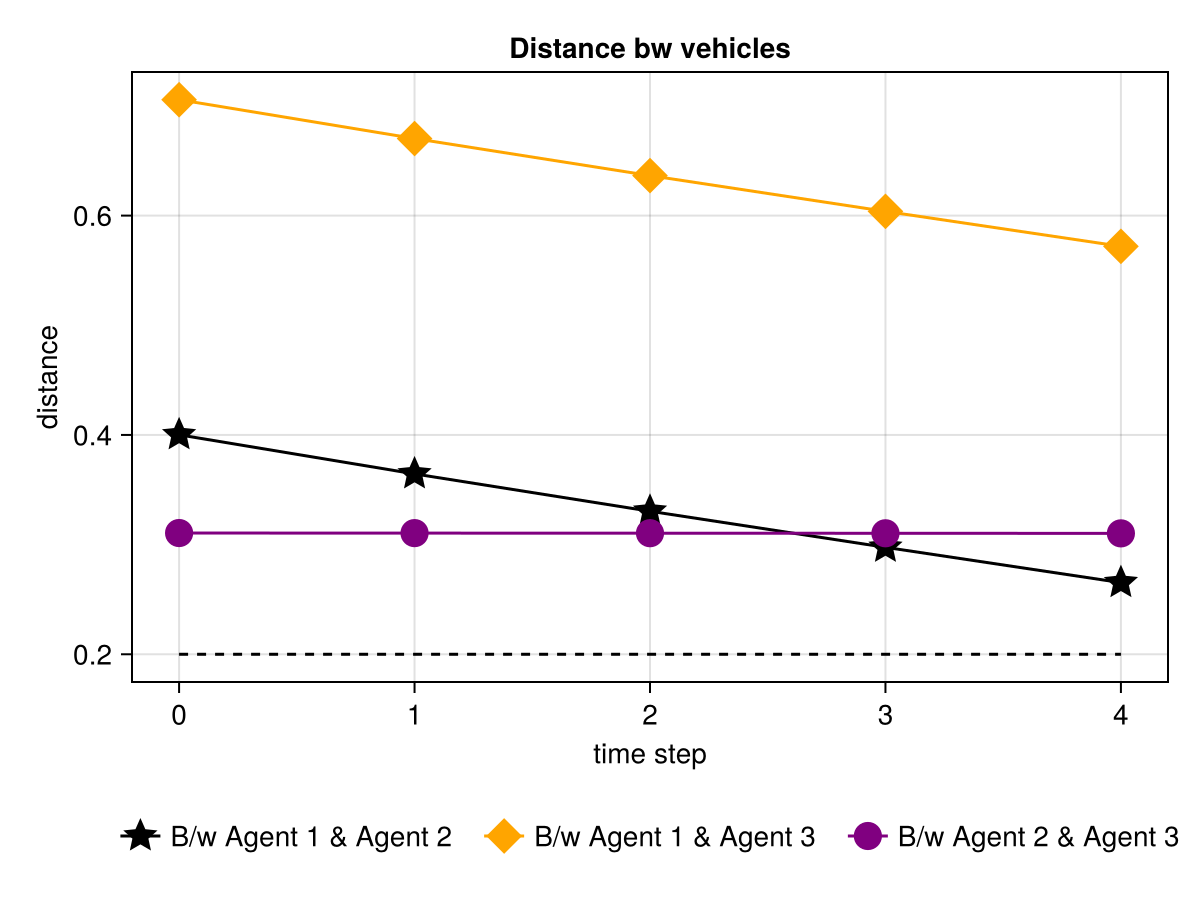 Distance bw vehicles
distance
0.6
0.4
0.2
0 1 2 3 4
time step
B/w Agent 1 & Agent 2 B/w Agent 1 & Agent 3 B/w Agent 2 & Agent 3